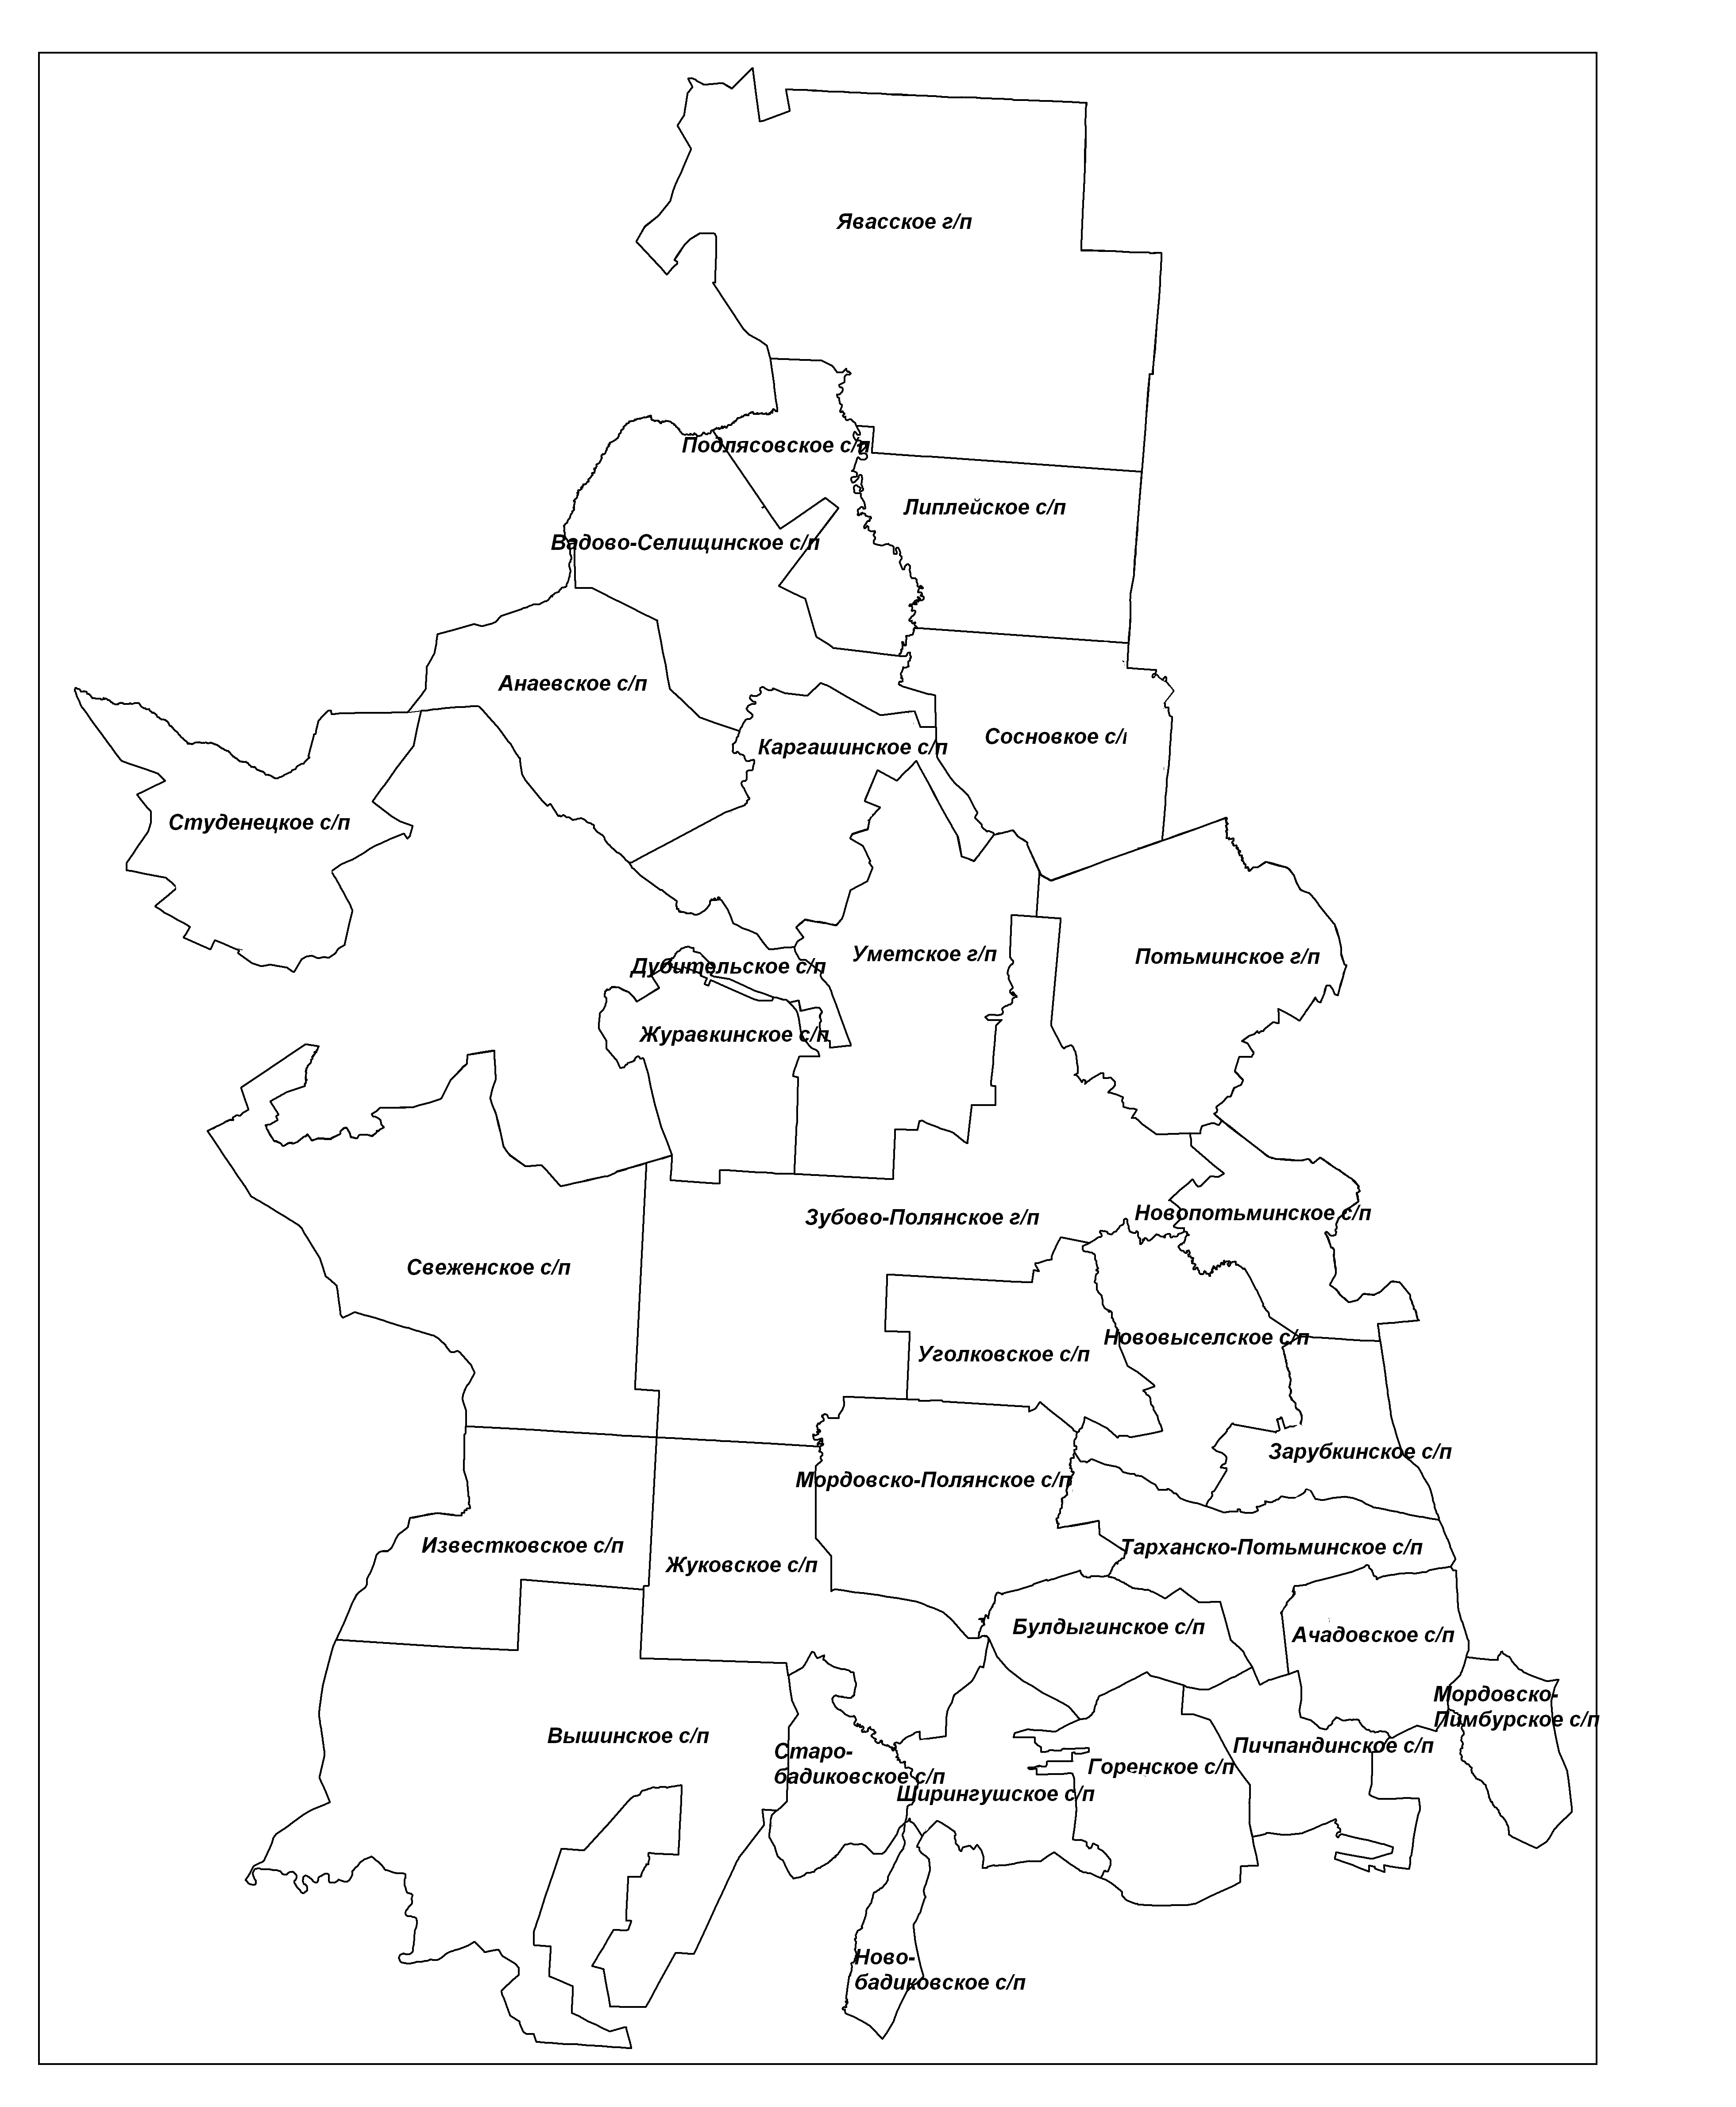 Явасское г/п
Подлясовское с/п
Липлейское с/п
Вадово-Селищинское с/п
Анаевское с/п
Сосновкое с/
Каргашинское с/п
Студенецкое с/п
Уметское г/п
Потьминское г/п
Дубительское с/п
Журавкинское с/п
Новопотьминское с/п
Зубово-Полянское г/п
Свеженское с/п
Нововыселское с/п
Уголковское с/п
Зарубкинское с/п
Мордовско-Полянское с/п
Известковское с/п
Тарханско-Потьминское с/п
Жуковское с/п
Булдыгинское с/п
Ачадовское с/п
Мордовско-
Пимбурское с/п
Вышинское с/п
Пичпандинское с/п
Старо-
бадиковское с/п
Горенское с/п
Ширингушское с/п
Ново-
бадиковское с/п